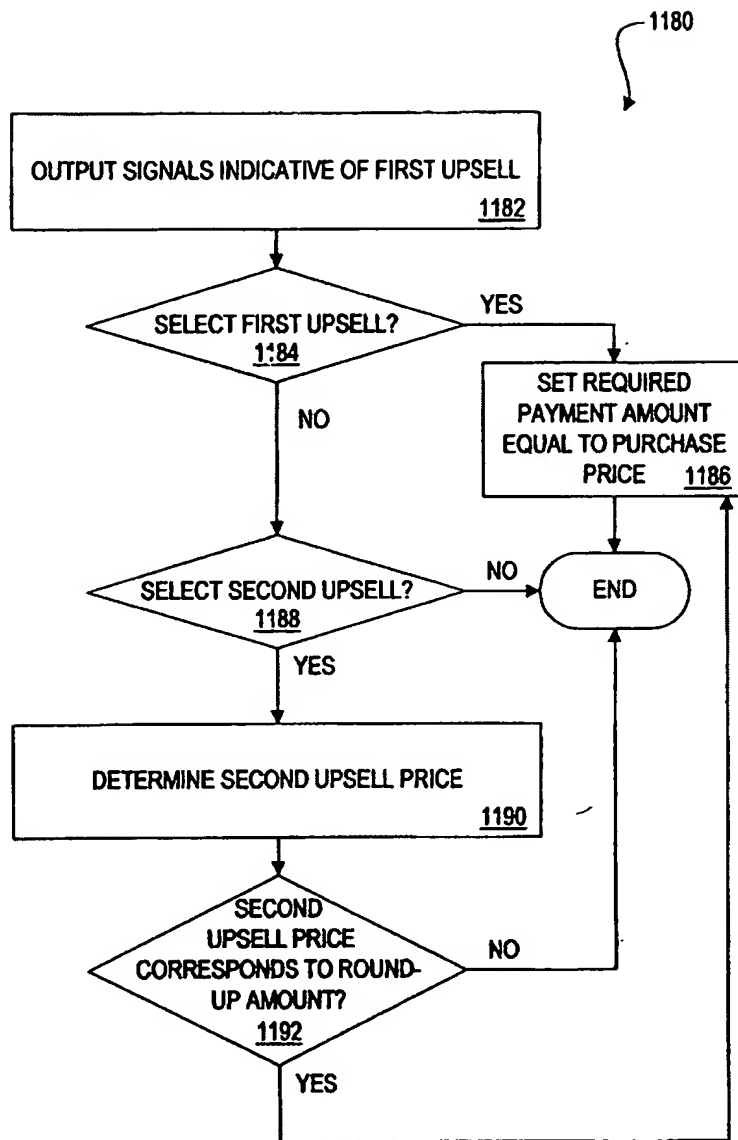 1180
OUTPUT SIGNALS INDICATIVE OF FIRST UPSELL
1182
SELECT FIRST UPSELL?
1184
YES
NO
SET REQUIRED
PAYMENT AMOUNT
EQUAL TO PURCHASE
PRICE 1186
SELECT SECOND UPSELL?
1188
NO
END
YES
DETERMINE SECOND UPSELL PRICE
1190
SECOND
UPSELL PRICE
CORRESPONDS TO ROUND-
UP AMOUNT?
1192
NO
YES